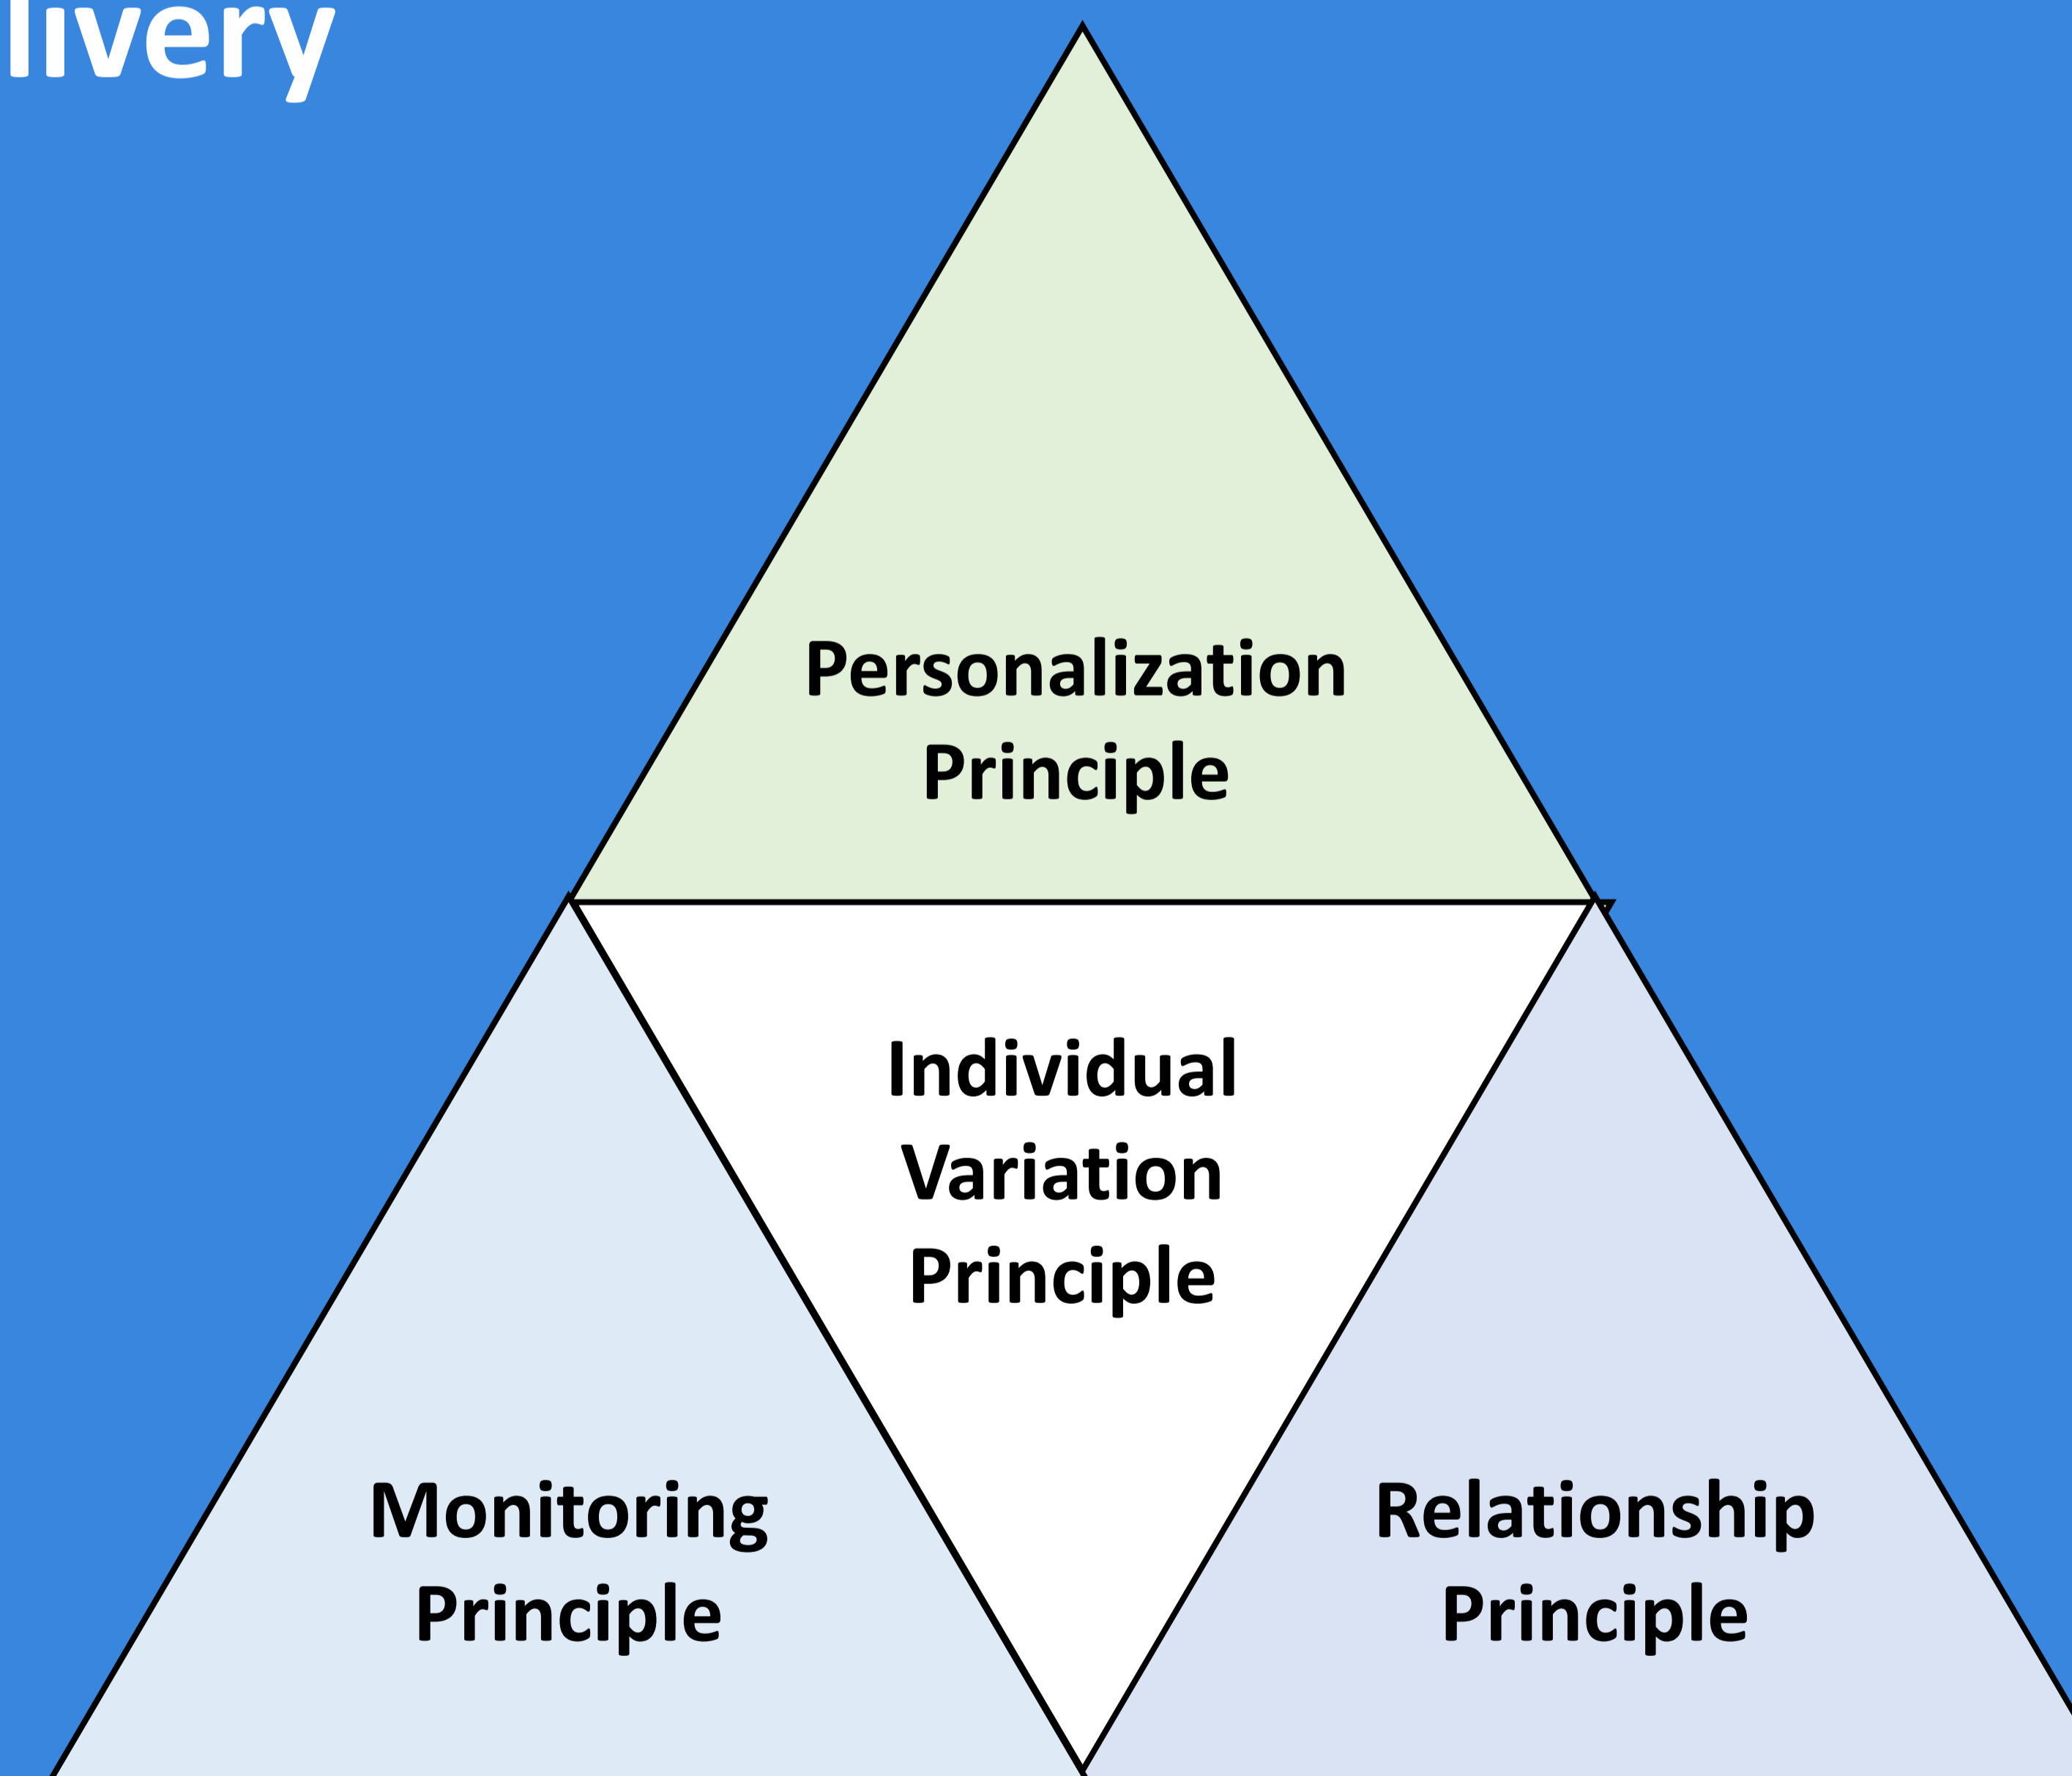 livery
Personalization
Principle
Individual
Variation
Principle
Monitoring
Principle
Relationship
Principle